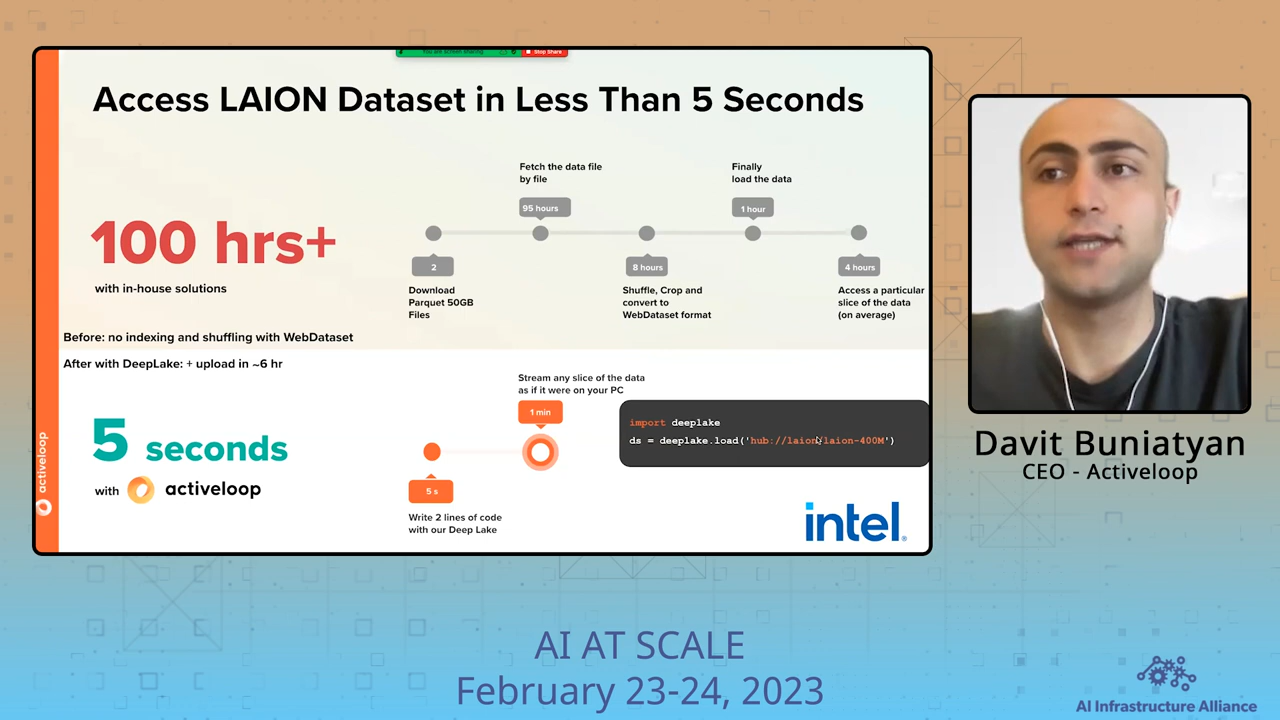 You are screen sharing
Stop Share
Access LAION Dataset in Less Than 5 Seconds
100 hrs+
with in-house solutions
Fetch the data file
by file
95 hours
Finally
load the data
1 hour
2
Download
Parquet 50GB
Files
8 hours
Shuffle, Crop and
convert to
WebDataset format
4 hours
Access a particular
slice of the data
(on average)
Before: no indexing and shuffling with WebDataset
After with DeepLake: + upload in ~6 hr
5 seconds
with activeloop
Stream any slice of the data
as if it were on your PC
1 min
5 s
Write 2 lines of code
with our Deep Lake
import deeplake
ds = deeplake.load('hub://laion/laion-400M')
intel
activeloop
Davit Buniatyan
CEO - Activeloop
AI AT SCALE
February 23-24, 2023
AI Infrastructure Alliance